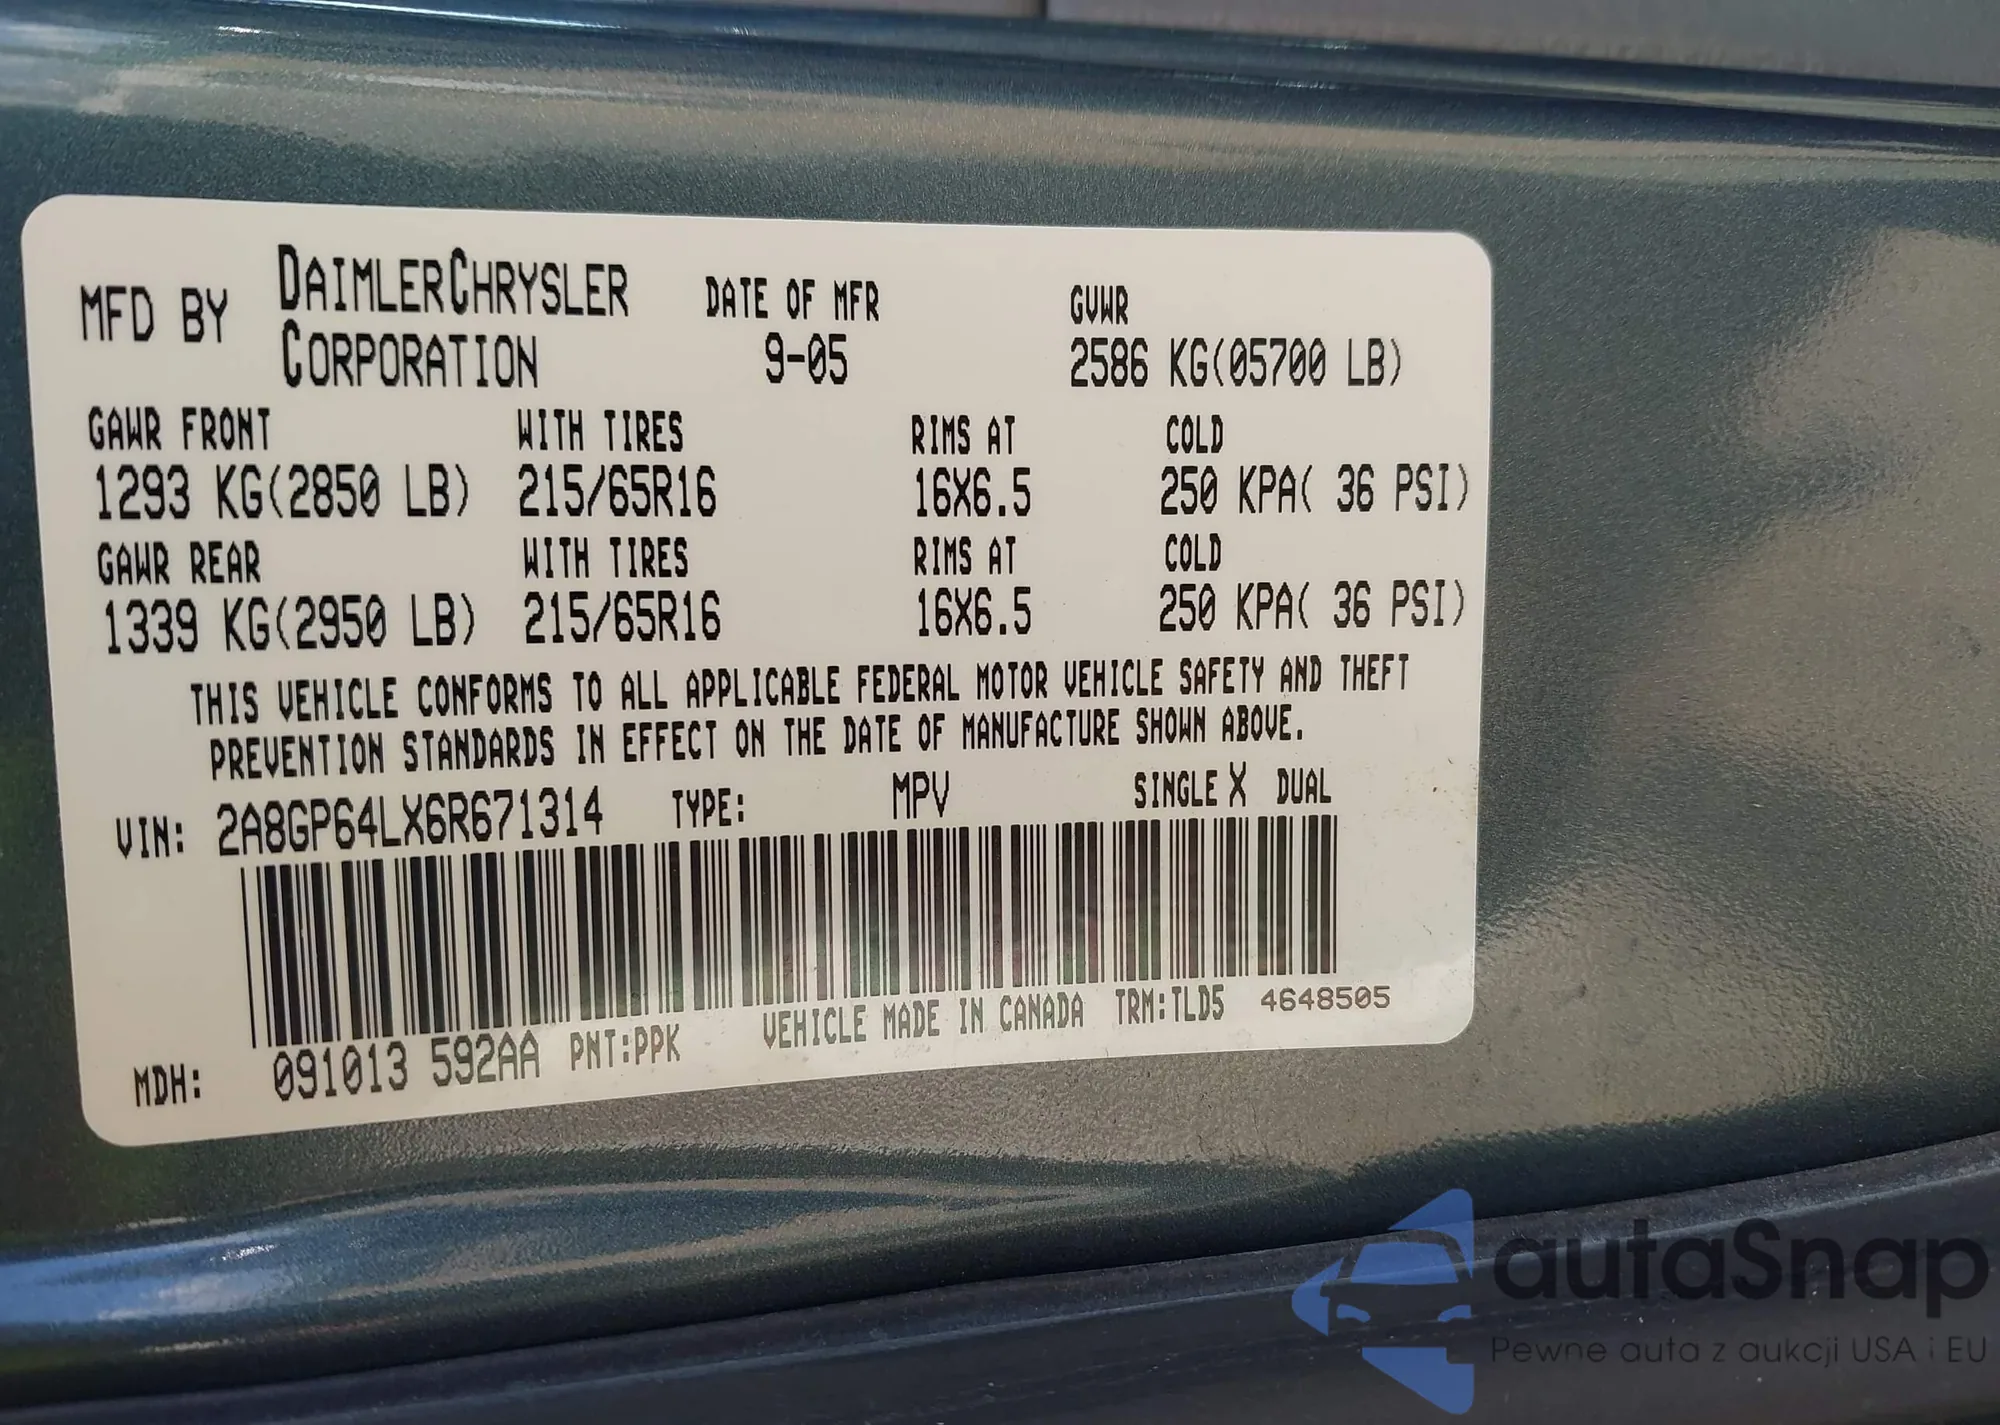 MFD BY DAIMLERCHRYSLER CORPORATION DATE OF MFR 9-05 GVWR 2586 KG(05700 LB)
GAWR FRONT WITH TIRES RIMS AT COLD
1293 KG(2850 LB) 215/65R16 16X6.5 250 KPA( 36 PSI)
GAWR REAR WITH TIRES RIMS AT COLD
1339 KG(2950 LB) 215/65R16 16X6.5 250 KPA( 36 PSI)
THIS VEHICLE CONFORMS TO ALL APPLICABLE FEDERAL MOTOR VEHICLE SAFETY AND THEFT
PREVENTION STANDARDS IN EFFECT ON THE DATE OF MANUFACTURE SHOWN ABOVE.
VIN: 2A8GP64LX6R671314 TYPE: MPV SINGLE X DUAL
MDH: 091013 592AA PNT:PPK VEHICLE MADE IN CANADA TRM:TLD5 4648505
autaSnap
Pewne auta z aukcji USA i EU